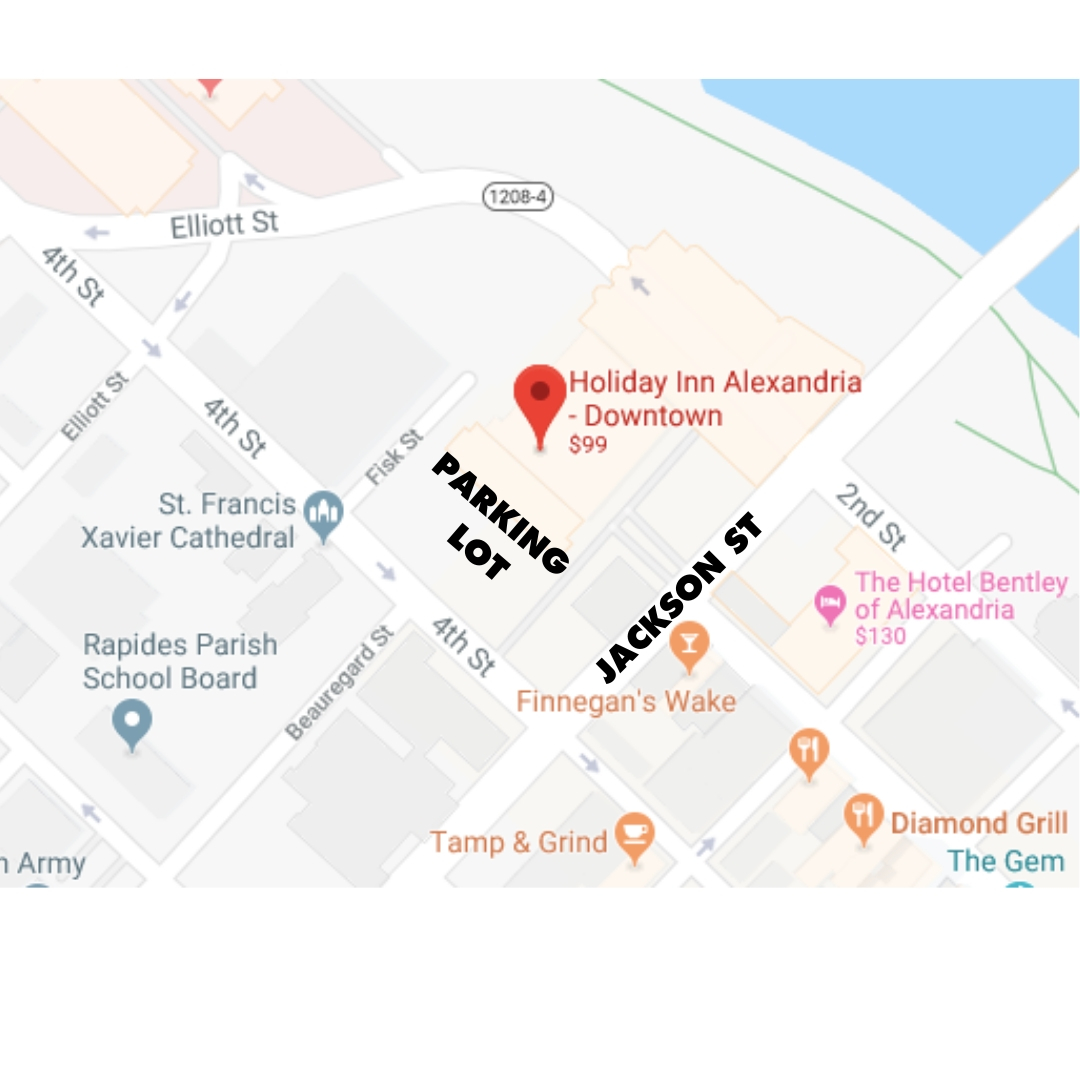 1208-4
Elliott St
4th St
Elliott St
4th St
Fisk St
Holiday Inn Alexandria
- Downtown
$99
PARKING
LOT
St. Francis
Xavier Cathedral
JACKSON ST
2nd St
The Hotel Bentley
of Alexandria
$130
4th St
Beauregard St
Rapides Parish
School Board
Finnegan's Wake
Tamp & Grind
Diamond Grill
The Gem
n Army